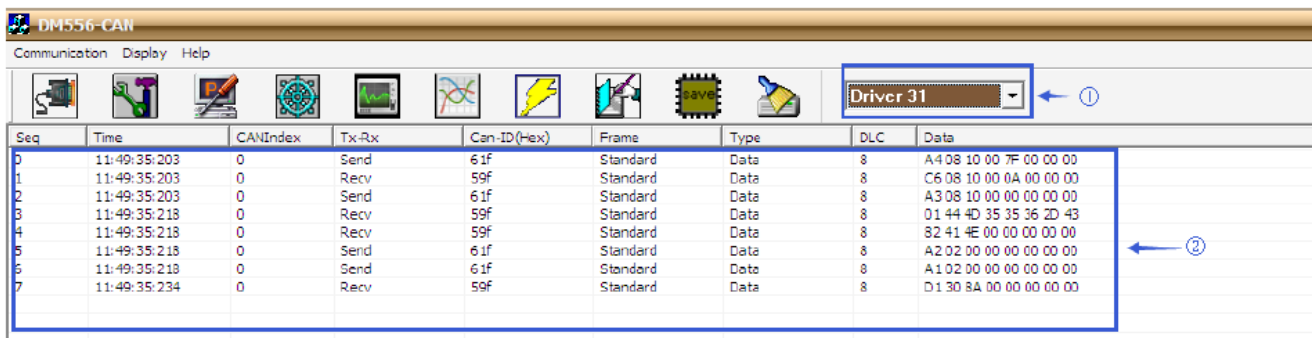 DM556-CAN
Communication Display Help
P save Driver 31 ①
Seq Time CANIndex Tx-Rx Can-ID(Hex) Frame Type DLC Data
0 11:49:35:203 0 Send 61f Standard Data 8 A4 08 10 00 7F 00 00 00
1 11:49:35:203 0 Recv 59f Standard Data 8 C6 08 10 00 0A 00 00 00
2 11:49:35:203 0 Send 61f Standard Data 8 A3 08 10 00 00 00 00 00
3 11:49:35:218 0 Recv 59f Standard Data 8 01 44 4D 35 35 36 2D 43
4 11:49:35:218 0 Recv 59f Standard Data 8 82 41 4E 00 00 00 00 00
5 11:49:35:218 0 Send 61f Standard Data 8 A2 02 00 00 00 00 00 00
②
6 11:49:35:218 0 Send 61f Standard Data 8 A1 02 00 00 00 00 00 00
7 11:49:35:234 0 Recv 59f Standard Data 8 D1 30 8A 00 00 00 00 00